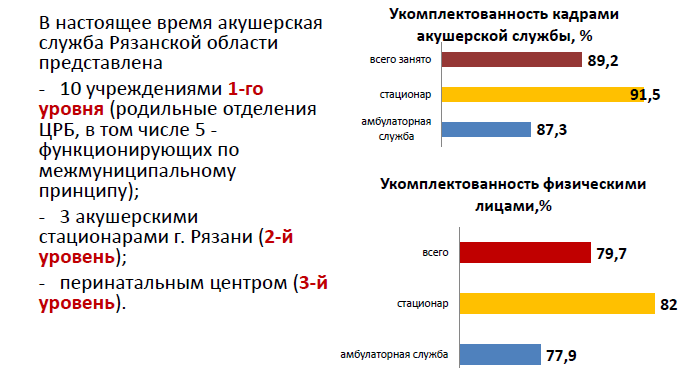 В настоящее время акушерская
служба Рязанской области
представлена
- 10 учреждениями 1-го
уровня (родильные отделения
ЦРБ, в том числе 5 -
функционирующих по
межмуниципальному
принципу);
- 3 акушерскими
стационарами г. Рязани (2-й
уровень);
- перинатальным центром (3-й
уровень).
Укомплектованность кадрами
акушерской службы, %
всего занято 89,2
стационар 91,5
амбулаторная
служба 87,3
Укомплектованность физическими
лицами,%
всего 79,7
стационар 82
амбулаторная служба 77,9